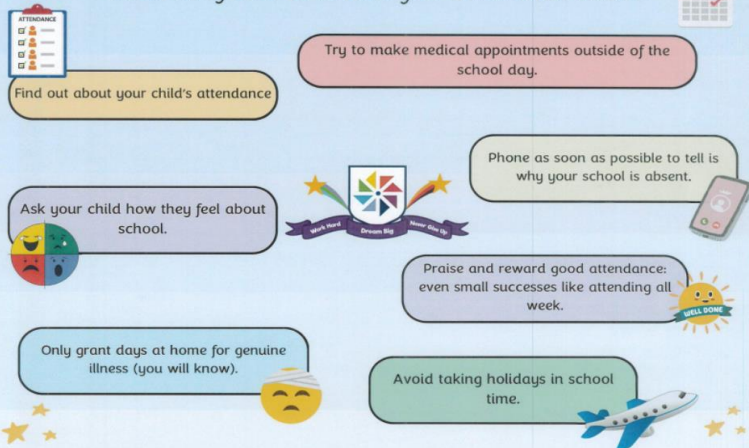 ATTENDANCE
Try to make medical appointments outside of the
school day.
Find out about your child's attendance
Phone as soon as possible to tell is
why your school is absent.
Ask your child how they feel about
school.
Work Hard
Dream Big
Never Give Up
Praise and reward good attendance:
even small successes like attending all
week.
WELL DONE
Only grant days at home for genuine
illness (you will know).
Avoid taking holidays in school
time.